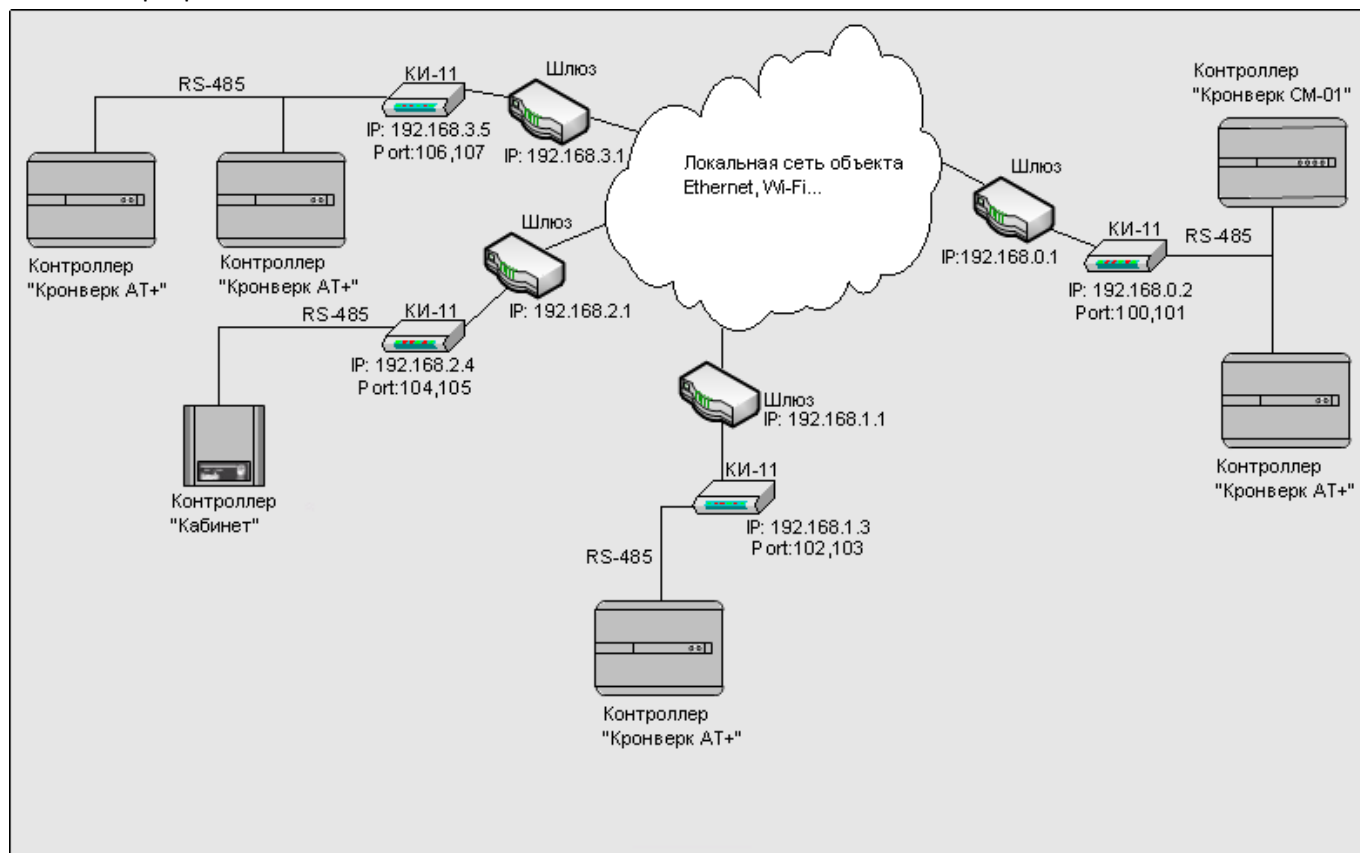 RS-485
КИ-11
Шлюз
IP: 192.168.3.5
Port:106,107
IP: 192.168.3.1
Контроллер
"Кронверк АТ+"
Контроллер
"Кронверк АТ+"
Шлюз
RS-485
КИ-11
IP: 192.168.2.1
IP: 192.168.2.4
Port:104,105
Контроллер
"Кабинет"
Локальная сеть объекта
Ethernet, Wi-Fi...
Шлюз
IP: 192.168.1.1
КИ-11
IP: 192.168.1.3
Port:102,103
RS-485
Контроллер
"Кронверк АТ+"
Контроллер
"Кронверк СМ-01"
Шлюз
IP:192.168.0.1
КИ-11
RS-485
IP: 192.168.0.2
Port:100,101
Контроллер
"Кронверк АТ+"